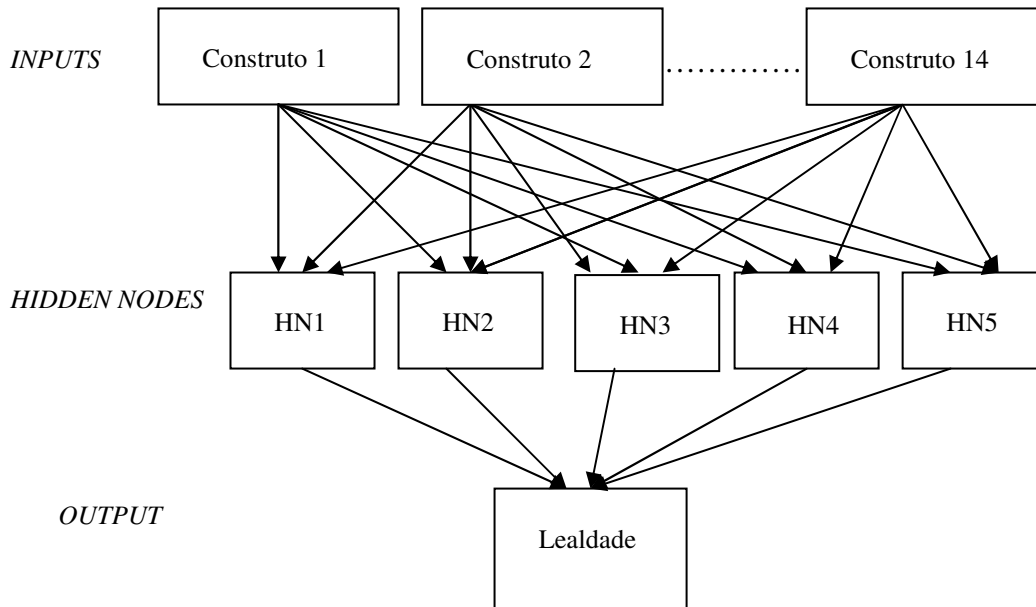 INPUTS
Construto 1
Construto 2
....................
Construto 14
HIDDEN NODES
HN1
HN2
HN3
HN4
HN5
OUTPUT
Lealdade